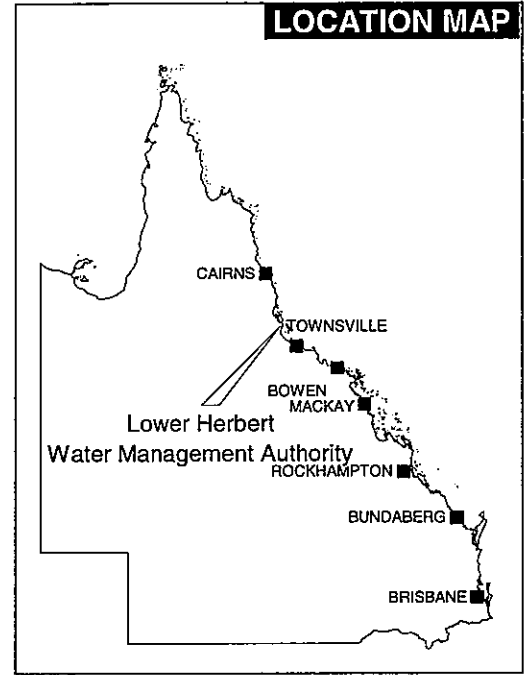 LOCATION MAP
CAIRNS
TOWNSVILLE
BOWEN
MACKAY
Lower Herbert
Water Management Authority
ROCKHAMPTON
BUNDABERG
BRISBANE